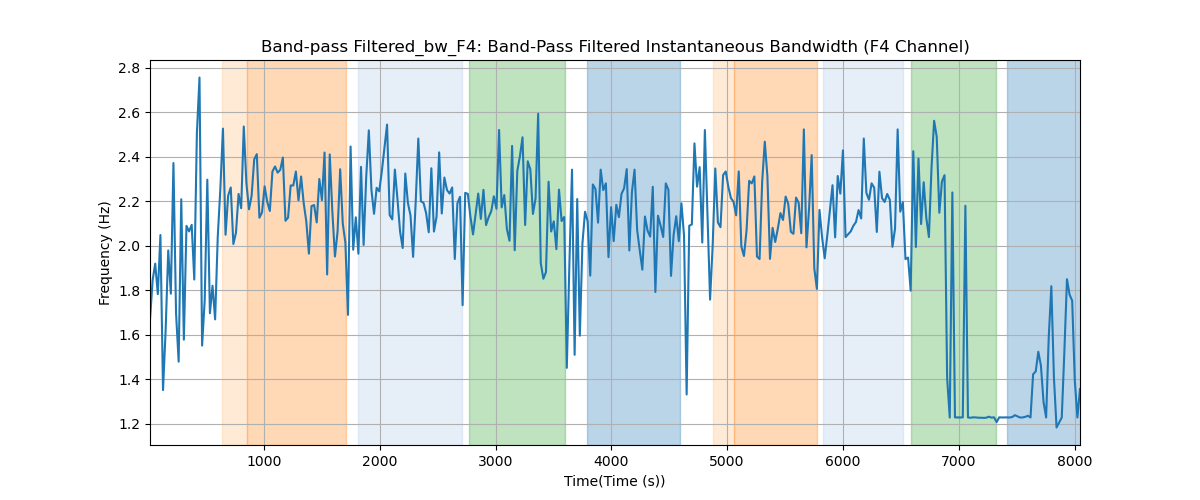 Band-pass Filtered_bw_F4: Band-Pass Filtered Instantaneous Bandwidth (F4 Channel)
Frequency (Hz)
2.8
2.6
2.4
2.2
2.0
1.8
1.6
1.4
1.2
1000 2000 3000 4000 5000 6000 7000 8000
Time(Time (s))